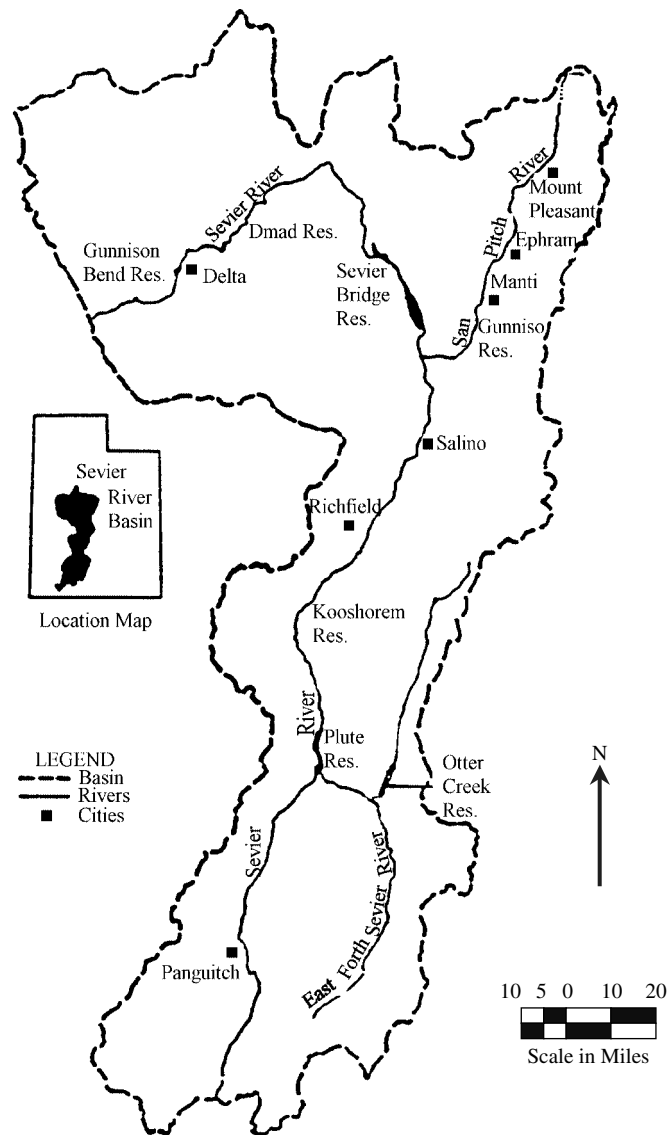 River
Mount
Pleasant
Sevier River
Dmad Res.
Pitch
Ephram
Gunnison
Bend Res.
Delta
Sevier
Bridge
Res.
Manti
San
Gunniso
Res.
Salino
Sevier
River
Basin
Richfield
Location Map
Kooshorem
Res.
River
Plute
Res.
LEGEND
Basin
Rivers
Cities
Otter
Creek
Res.
N
Sevier
East Forth Sevier River
Panguitch
10 5 0 10 20
Scale in Miles